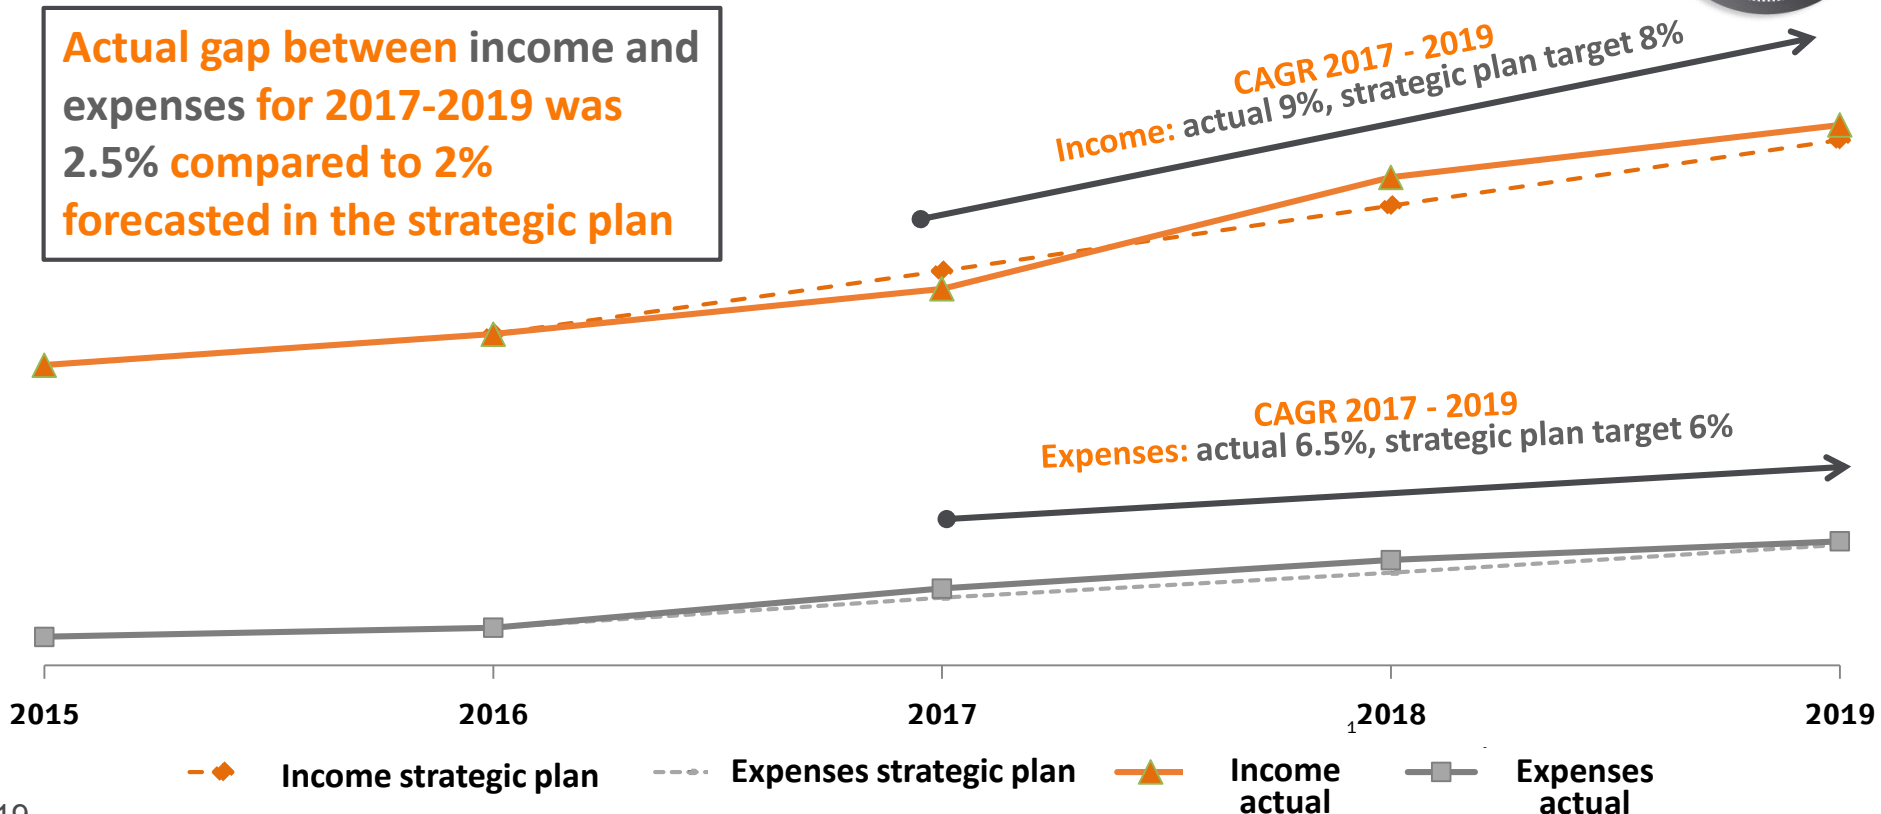 Actual gap between income and
expenses for 2017-2019 was
2.5% compared to 2%
forecasted in the strategic plan
CAGR 2017 - 2019
Income: actual 9%, strategic plan target 8%
CAGR 2017 - 2019
Expenses: actual 6.5%, strategic plan target 6%
2015 2016 2017 ¹2018 2019
Income strategic plan Expenses strategic plan Income actual Expenses actual